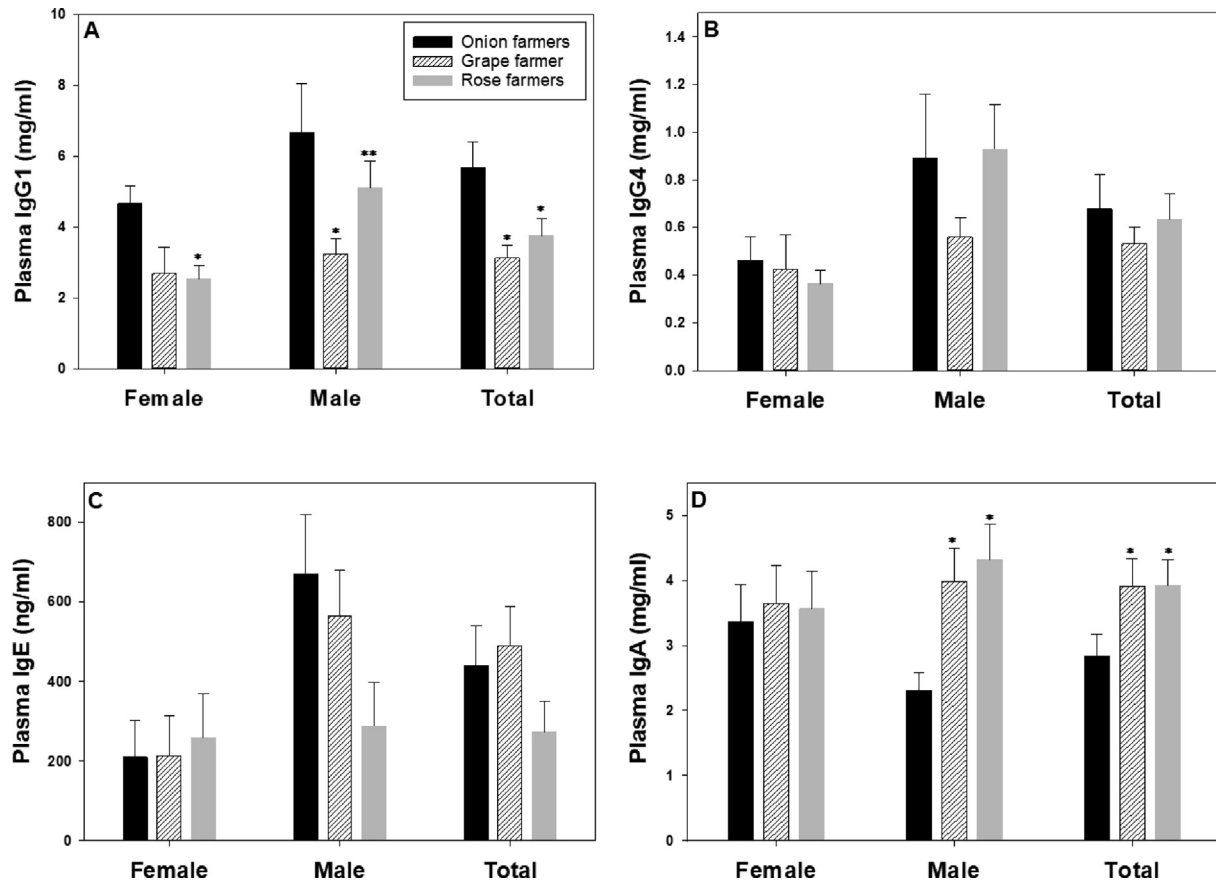 A
Plasma IgG1 (mg/ml)
10
8
6
4
2
0
Onion farmers
Grape farmer
Rose farmers
*
*
**
*
*
Female Male Total
B
Plasma IgG4 (mg/ml)
1.4
1.2
1.0
0.8
0.6
0.4
0.2
0.0
Female Male Total
C
Plasma IgE (ng/ml)
800
600
400
200
0
Female Male Total
D
Plasma IgA (mg/ml)
5
4
3
2
1
0
*
*
*
*
Female Male Total